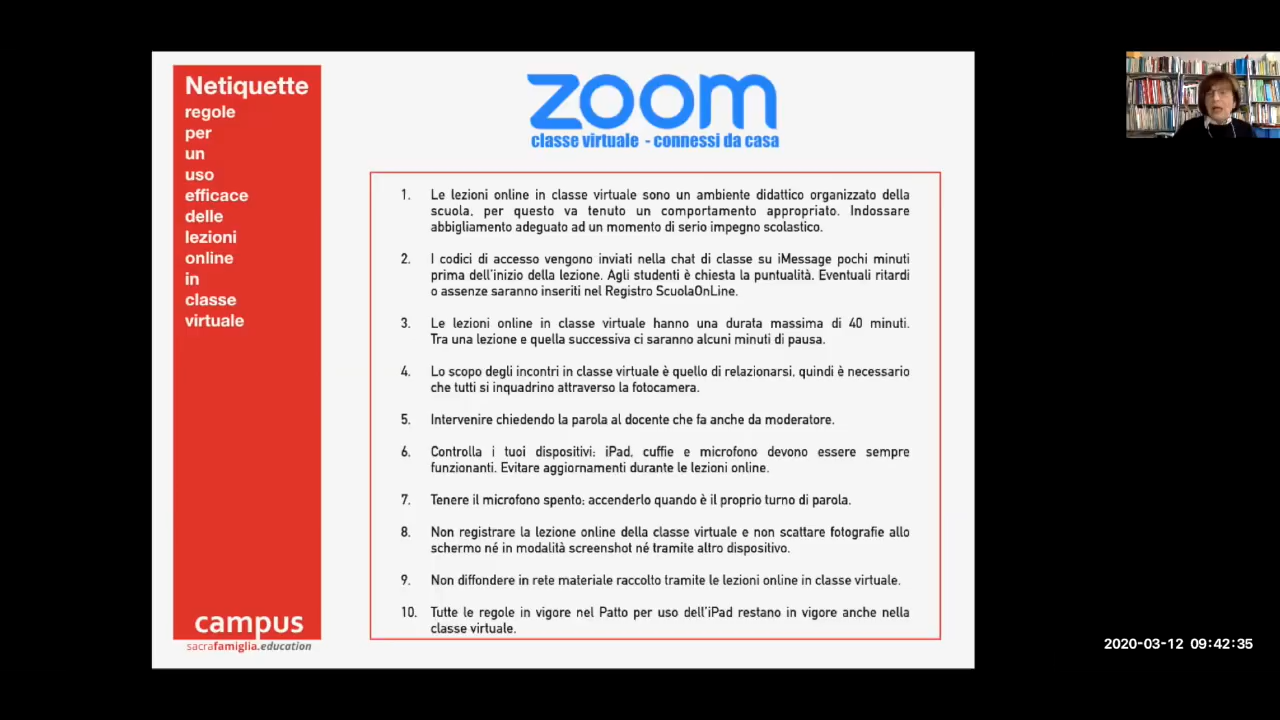 Netiquette
regole
per
un
uso
efficace
delle
lezioni
online
in
classe
virtuale
campus
sacrafamiglia.education
zoom
classe virtuale - connessi da casa
1. Le lezioni online in classe virtuale sono un ambiente didattico organizzato della
scuola, per questo va tenuto un comportamento appropriato. Indossare
abbigliamento adeguato ad un momento di serio impegno scolastico.
2. I codici di accesso vengono inviati nella chat di classe su iMessage pochi minuti
prima dell'inizio della lezione. Agli studenti è chiesta la puntualità. Eventuali ritardi
o assenze saranno inseriti nel Registro ScuolaOnLine.
3. Le lezioni online in classe virtuale hanno una durata massima di 40 minuti.
Tra una lezione e quella successiva ci saranno alcuni minuti di pausa.
4. Lo scopo degli incontri in classe virtuale è quello di relazionarsi, quindi è necessario
che tutti si inquadrino attraverso la fotocamera.
5. Intervenire chiedendo la parola al docente che fa anche da moderatore.
6. Controlla i tuoi dispositivi: iPad, cuffie e microfono devono essere sempre
funzionanti. Evitare aggiornamenti durante le lezioni online.
7. Tenere il microfono spento: accenderlo quando è il proprio turno di parola.
8. Non registrare la lezione online della classe virtuale e non scattare fotografie allo
schermo né in modalità screenshot né tramite altro dispositivo.
9. Non diffondere in rete materiale raccolto tramite le lezioni online in classe virtuale.
10. Tutte le regole in vigore nel Patto per uso dell'iPad restano in vigore anche nella
classe virtuale.
2020-03-12 09:42:35